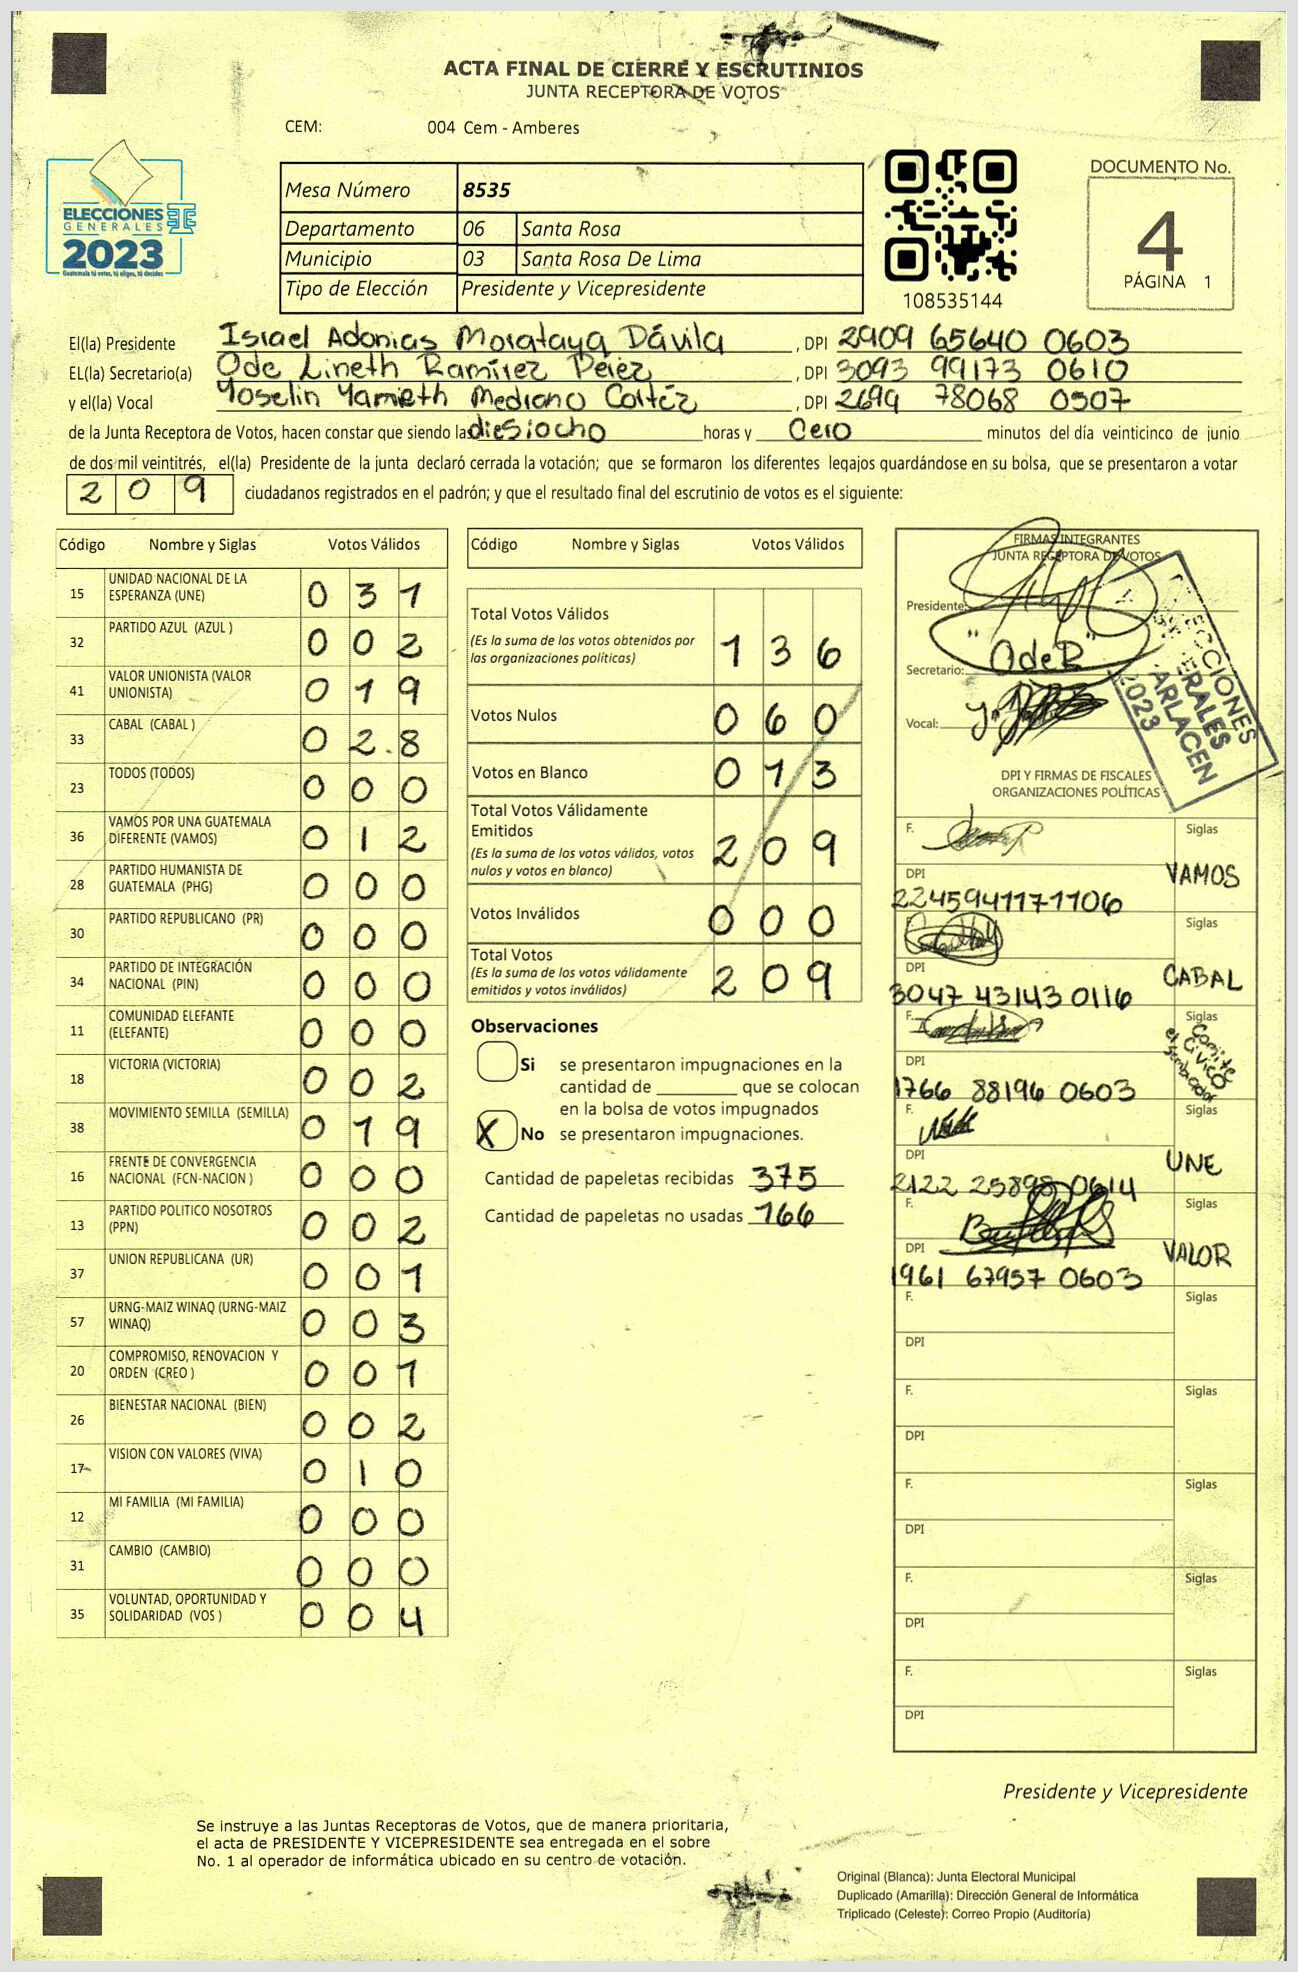 ACTA FINAL DE CIERRE Y ESCRUTINIOS
JUNTA RECEPTORA DE VOTOS
CEM: 004 Cem - Amberes
ELECCIONES
GENERALES
2023
Guatemala tú votas, tú eliges, tú decides
Mesa Número 8535
Departamento 06 Santa Rosa
Municipio 03 Santa Rosa De Lima
Tipo de Elección Presidente y Vicepresidente
108535144
DOCUMENTO No.
4
PÁGINA 1
El(la) Presidente Israel Adonias Morataya Dávila , DPI 2909 65640 0603
EL(la) Secretario(a) Ode Lineth Ramírez Pérez , DPI 3093 99173 0610
y el(la) Vocal Yoselin Yamieth Medrano Cortéz , DPI 2694 78068 0507
de la Junta Receptora de Votos, hacen constar que siendo las diesiocho horas y Cero minutos del día veinticinco de junio
de dos mil veintitrés, el(la) Presidente de la junta declaró cerrada la votación; que se formaron los diferentes legajos guardándose en su bolsa, que se presentaron a votar
209 ciudadanos registrados en el padrón; y que el resultado final del escrutinio de votos es el siguiente:
Código Nombre y Siglas Votos Válidos
15 UNIDAD NACIONAL DE LA ESPERANZA (UNE) 0 3 1
32 PARTIDO AZUL (AZUL ) 0 0 2
41 VALOR UNIONISTA (VALOR UNIONISTA) 0 1 9
33 CABAL (CABAL ) 0 2 8
23 TODOS (TODOS) 0 0 0
36 VAMOS POR UNA GUATEMALA DIFERENTE (VAMOS) 0 1 2
28 PARTIDO HUMANISTA DE GUATEMALA (PHG) 0 0 0
30 PARTIDO REPUBLICANO (PR) 0 0 0
34 PARTIDO DE INTEGRACIÓN NACIONAL (PIN) 0 0 0
11 COMUNIDAD ELEFANTE (ELEFANTE) 0 0 0
18 VICTORIA (VICTORIA) 0 0 2
38 MOVIMIENTO SEMILLA (SEMILLA) 0 1 9
16 FRENTE DE CONVERGENCIA NACIONAL (FCN-NACION ) 0 0 0
13 PARTIDO POLITICO NOSOTROS (PPN) 0 0 2
37 UNION REPUBLICANA (UR) 0 0 1
57 URNG-MAIZ WINAQ (URNG-MAIZ WINAQ) 0 0 3
20 COMPROMISO, RENOVACION Y ORDEN (CREO ) 0 0 1
26 BIENESTAR NACIONAL (BIEN) 0 0 2
17 VISION CON VALORES (VIVA) 0 1 0
12 MI FAMILIA (MI FAMILIA) 0 0 0
31 CAMBIO (CAMBIO) 0 0 0
35 VOLUNTAD, OPORTUNIDAD Y SOLIDARIDAD (VOS ) 0 0 4
Código Nombre y Siglas Votos Válidos
Total Votos Válidos 1 3 6
(Es la suma de los votos obtenidos por
las organizaciones políticas)
Votos Nulos 0 6 0
Votos en Blanco 0 1 3
Total Votos Válidamente
Emitidos 2 0 9
(Es la suma de los votos válidos, votos
nulos y votos en blanco)
Votos Inválidos 0 0 0
Total Votos 2 0 9
(Es la suma de los votos válidamente
emitidos y votos inválidos)
Observaciones
Si se presentaron impugnaciones en la
cantidad de ________ que se colocan
en la bolsa de votos impugnados
X No se presentaron impugnaciones.
Cantidad de papeletas recibidas 375
Cantidad de papeletas no usadas 166
FIRMAS INTEGRANTES
JUNTA RECEPTORA DE VOTOS
Presidente:
Secretario: "OdeR"
Vocal:
2023
DPI Y FIRMAS DE FISCALES
ORGANIZACIONES POLÍTICAS
F. Siglas
DPI VAMOS
2245941171106
F. Siglas
DPI CABAL
3047 43143 0116
F. Siglas
Comite
Civico
el Sembrador
DPI
1766 88196 0603
F. Siglas
DPI UNE
2122 25898 0614
F. Siglas
DPI VALOR
1961 67957 0603
F. Siglas
DPI
F. Siglas
DPI
F. Siglas
DPI
F. Siglas
DPI
F. Siglas
DPI
Presidente y Vicepresidente
Se instruye a las Juntas Receptoras de Votos, que de manera prioritaria,
el acta de PRESIDENTE Y VICEPRESIDENTE sea entregada en el sobre
No. 1 al operador de informática ubicado en su centro de votación.
Original (Blanca): Junta Electoral Municipal
Duplicado (Amarilla): Dirección General de Informática
Triplicado (Celeste): Correo Propio (Auditoría)